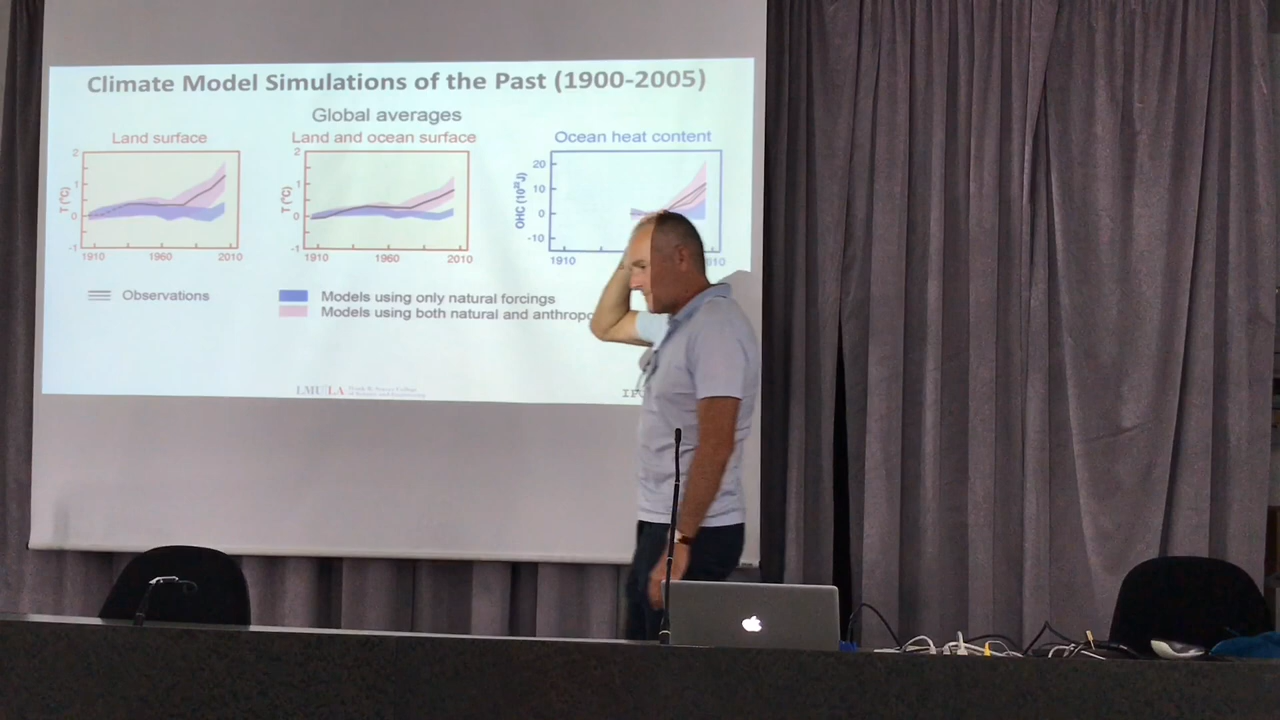 Climate Model Simulations of the Past (1900-2005)
Global averages
Land surface
Land and ocean surface
Ocean heat content
T (°C)
2
1
0
-1
1910 1960 2010
T (°C)
2
1
0
-1
1910 1960 2010
OHC (10²²J)
20
10
0
-10
1910 010
Observations
Models using only natural forcings
Models using both natural and anthropo
LMU LA